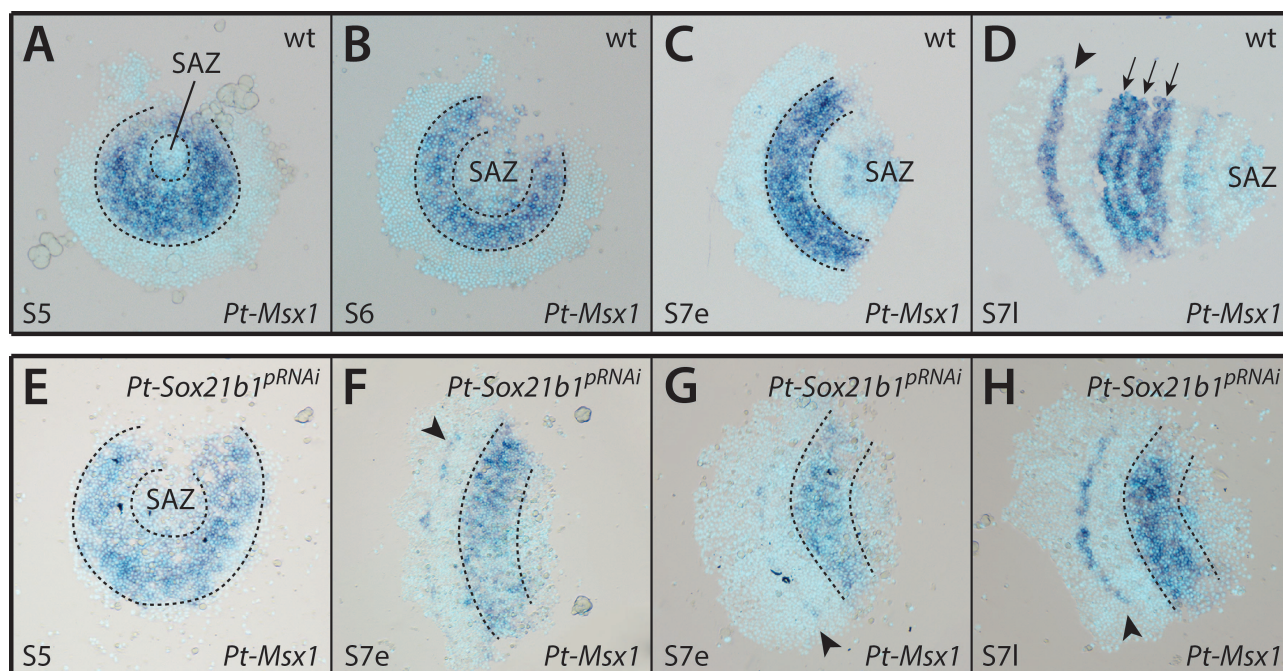 A wt
SAZ
S5 Pt-Msx1
B wt
SAZ
S6 Pt-Msx1
C wt
SAZ
S7e Pt-Msx1
D wt
SAZ
S7l Pt-Msx1
E Pt-Sox21b1pRNAi
SAZ
S5 Pt-Msx1
F Pt-Sox21b1pRNAi
S7e Pt-Msx1
G Pt-Sox21b1pRNAi
S7e Pt-Msx1
H Pt-Sox21b1pRNAi
S7l Pt-Msx1